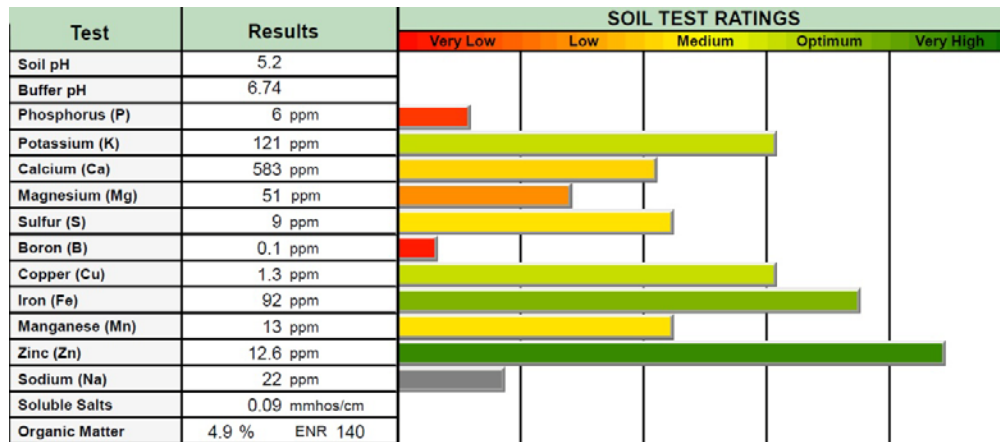 Test Results SOIL TEST RATINGS
Very Low Low Medium Optimum Very High
Soil pH 5.2
Buffer pH 6.74
Phosphorus (P) 6 ppm
Potassium (K) 121 ppm
Calcium (Ca) 583 ppm
Magnesium (Mg) 51 ppm
Sulfur (S) 9 ppm
Boron (B) 0.1 ppm
Copper (Cu) 1.3 ppm
Iron (Fe) 92 ppm
Manganese (Mn) 13 ppm
Zinc (Zn) 12.6 ppm
Sodium (Na) 22 ppm
Soluble Salts 0.09 mmhos/cm
Organic Matter 4.9 % ENR 140